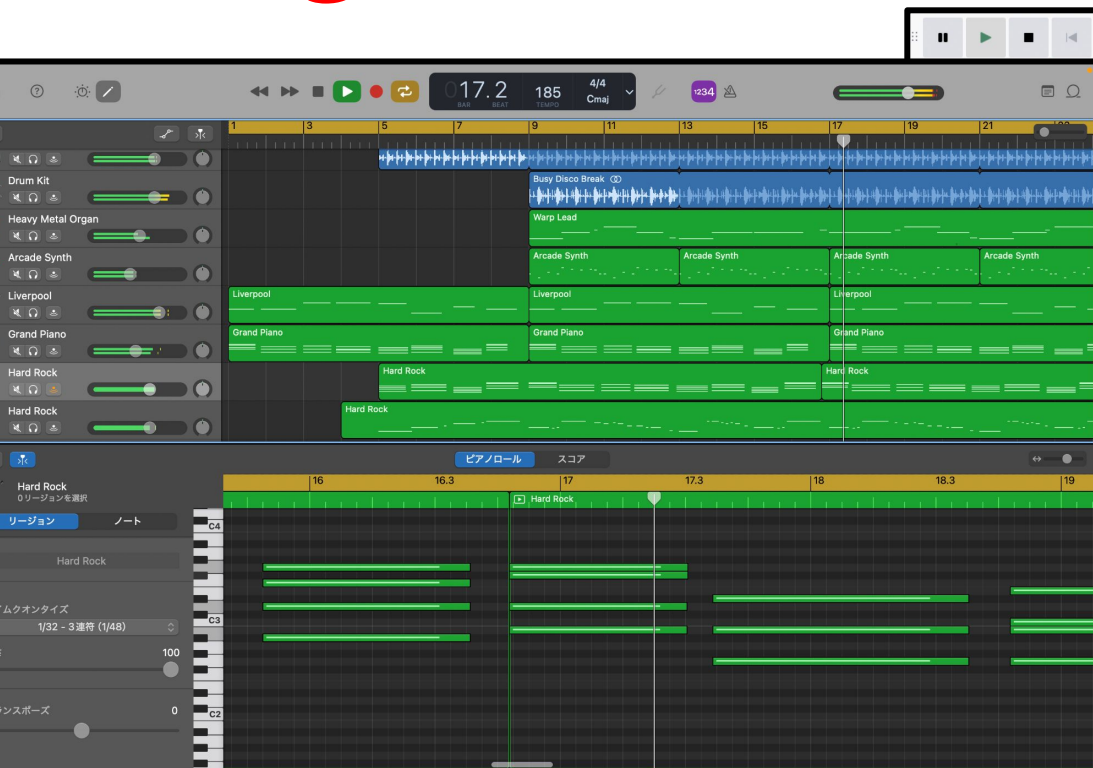 17.2
BAR BEAT
185
TEMPO
4/4
Cmaj
1234
1 3 5 7 9 11 13 15 17 19 21
Drum Kit
Busy Disco Break
Heavy Metal Organ
Warp Lead
Arcade Synth
Arcade Synth Arcade Synth Arcade Synth Arcade Synth
Liverpool
Liverpool Liverpool Liverpool
Grand Piano
Grand Piano Grand Piano Grand Piano
Hard Rock
Hard Rock Hard Rock
Hard Rock
Hard Rock
ピアノロール スコア
Hard Rock
0リージョンを選択
16 16.3 17 17.3 18 18.3 19
Hard Rock
リージョン ノート
C4
Hard Rock
ムクオンタイズ
C3
1/32 - 3連符 (1/48)
100
ランスポーズ
0
C2